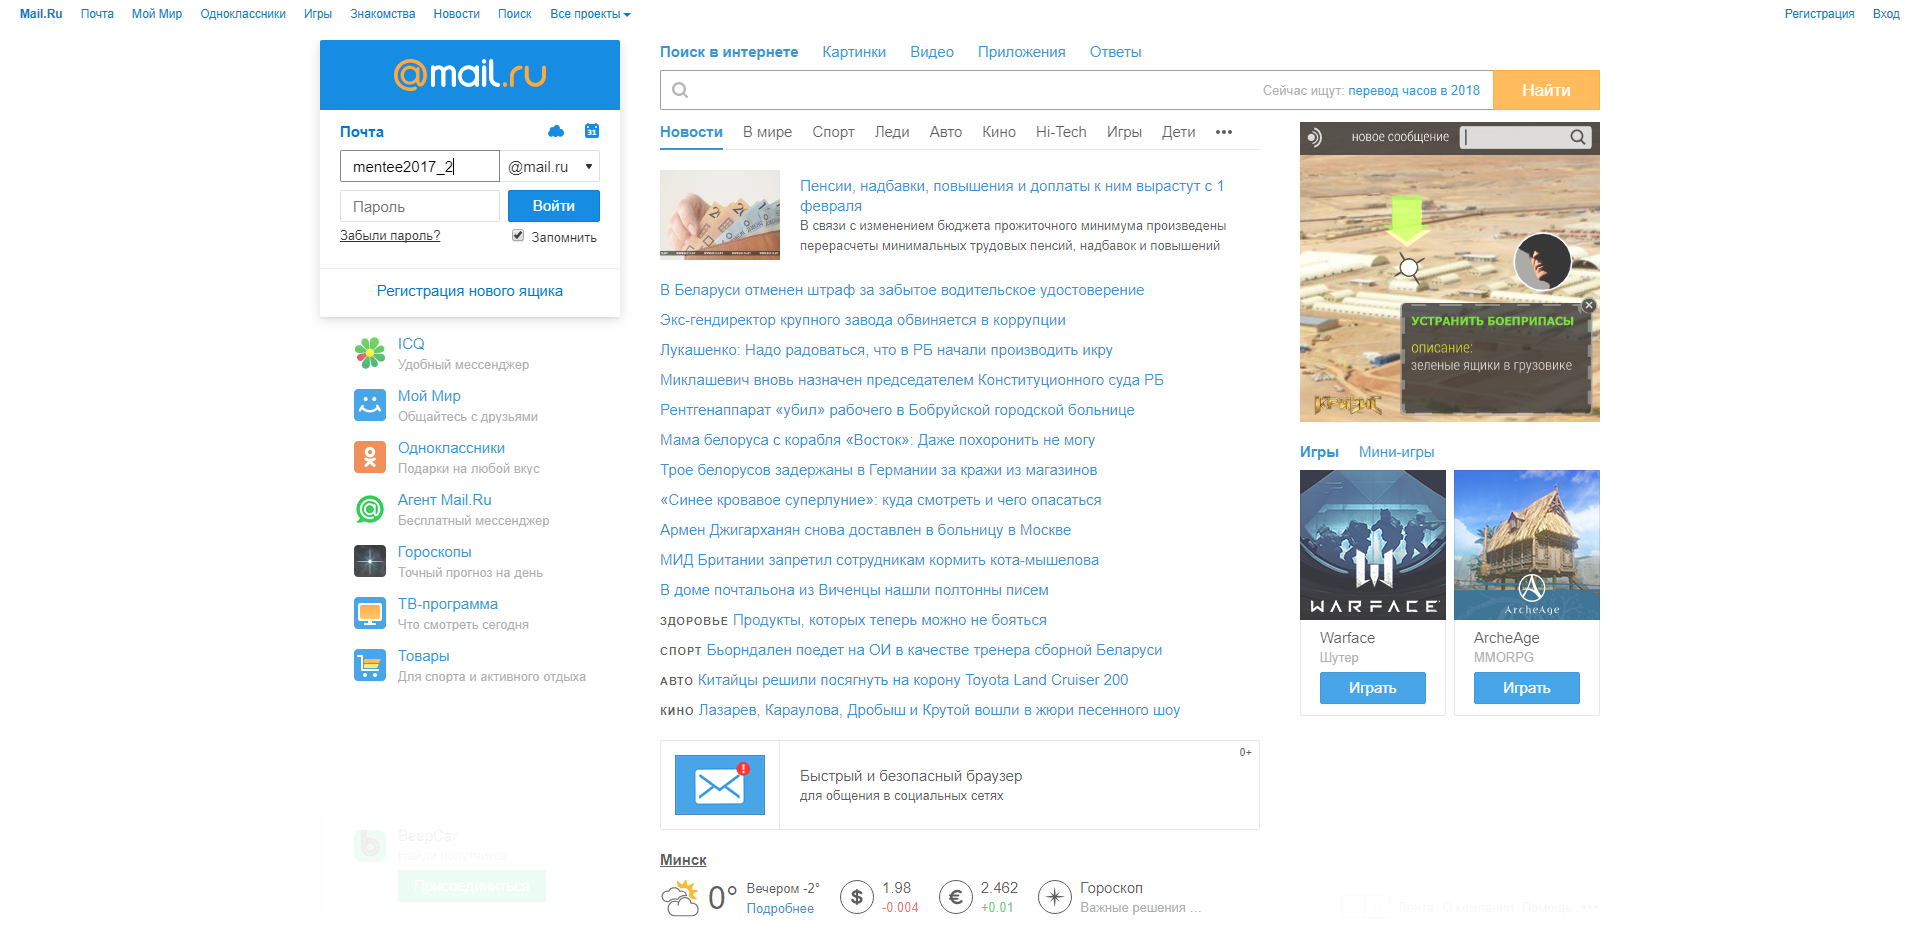 Mail.Ru Почта Мой Мир Одноклассники Игры Знакомства Новости Поиск Все проекты Регистрация Вход
@mail.ru
Почта
31
mentee2017_2 @mail.ru
Пароль Войти
Забыли пароль? Запомнить
Регистрация нового ящика
ICQ
Удобный мессенджер
Мой Мир
Общайтесь с друзьями
Одноклассники
Подарки на любой вкус
Агент Mail.Ru
Бесплатный мессенджер
Гороскопы
Точный прогноз на день
ТВ-программа
Что смотреть сегодня
Товары
Для спорта и активного отдыха
BeepCar
Найди попутчиков
Присоединиться
Поиск в интернете Картинки Видео Приложения Ответы
Сейчас ищут: перевод часов в 2018 Найти
Новости В мире Спорт Леди Авто Кино Hi-Tech Игры Дети •••
Пенсии, надбавки, повышения и доплаты к ним вырастут с 1
февраля
В связи с изменением бюджета прожиточного минимума произведены
перерасчеты минимальных трудовых пенсий, надбавок и повышений
В Беларуси отменен штраф за забытое водительское удостоверение
Экс-гендиректор крупного завода обвиняется в коррупции
Лукашенко: Надо радоваться, что в РБ начали производить икру
Миклашевич вновь назначен председателем Конституционного суда РБ
Рентгенаппарат «убил» рабочего в Бобруйской городской больнице
Мама белоруса с корабля «Восток»: Даже похоронить не могу
Трое белорусов задержаны в Германии за кражи из магазинов
«Синее кровавое суперлуние»: куда смотреть и чего опасаться
Армен Джигарханян снова доставлен в больницу в Москве
МИД Британии запретил сотрудникам кормить кота-мышелова
В доме почтальона из Виченцы нашли полтонны писем
ЗДОРОВЬЕ Продукты, которых теперь можно не бояться
СПОРТ Бьорндален поедет на ОИ в качестве тренера сборной Беларуси
АВТО Китайцы решили посягнуть на корону Toyota Land Cruiser 200
КИНО Лазарев, Караулова, Дробыш и Крутой вошли в жюри песенного шоу
0+
Быстрый и безопасный браузер
для общения в социальных сетях
Минск
0° Вечером -2°
Подробнее
$ 1.98
-0.004
€ 2.462
+0.01
Гороскоп
Важные решения ...
новое сообщение
УСТРАНИТЬ БОЕПРИПАСЫ
описание:
зеленые ящики в грузовике
Игры Мини-игры
WARFACE
ArcheAge
Warface
Шутер
Играть
ArcheAge
MMORPG
Играть
Лента О компании Помощь •••